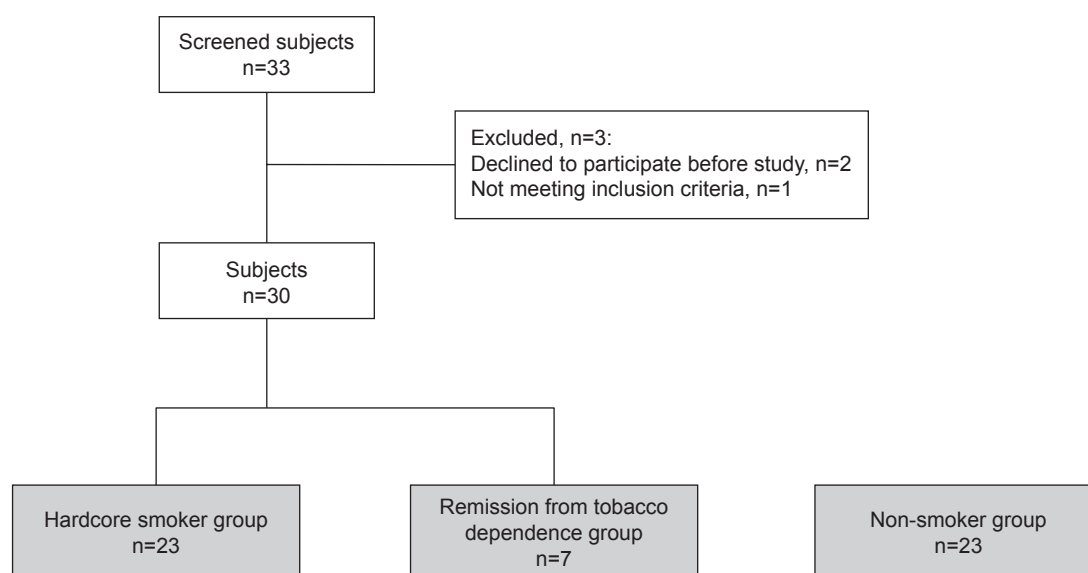 Screened subjects
n=33
Excluded, n=3:
Declined to participate before study, n=2
Not meeting inclusion criteria, n=1
Subjects
n=30
Hardcore smoker group
n=23
Remission from tobacco
dependence group
n=7
Non-smoker group
n=23